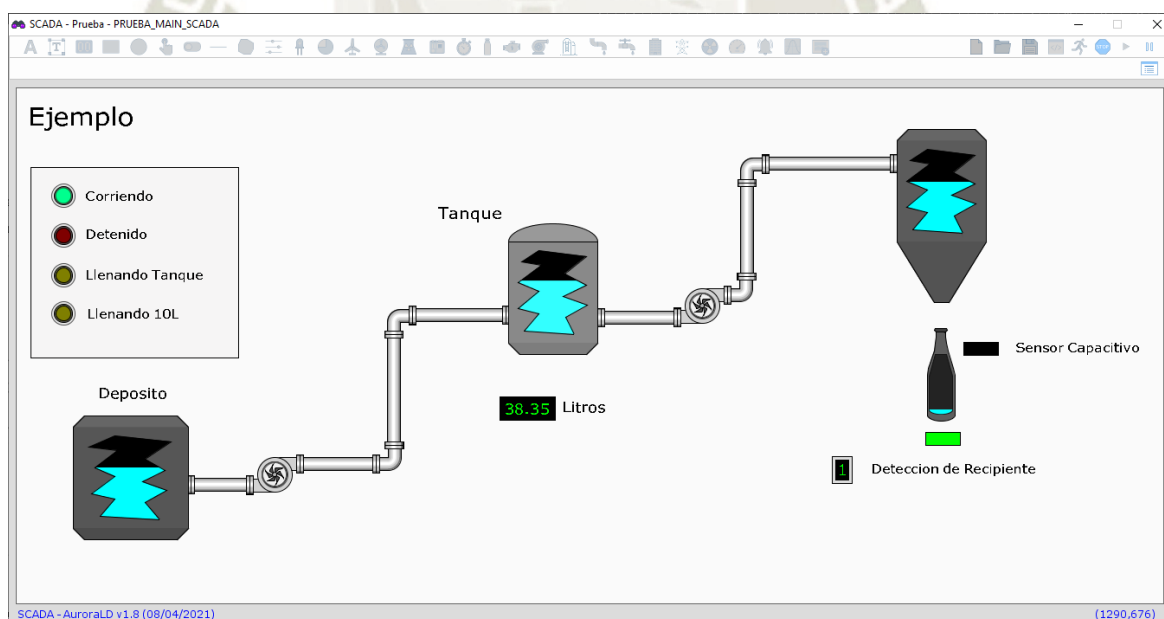 SCADA - Prueba - PRUEBA_MAIN_SCADA
Ejemplo
Corriendo
Detenido
Llenando Tanque
Llenando 10L
Tanque
Sensor Capacitivo
Deposito
38.35 Litros
1 Deteccion de Recipiente
SCADA - AuroraLD v1.8 (08/04/2021)
(1290,676)